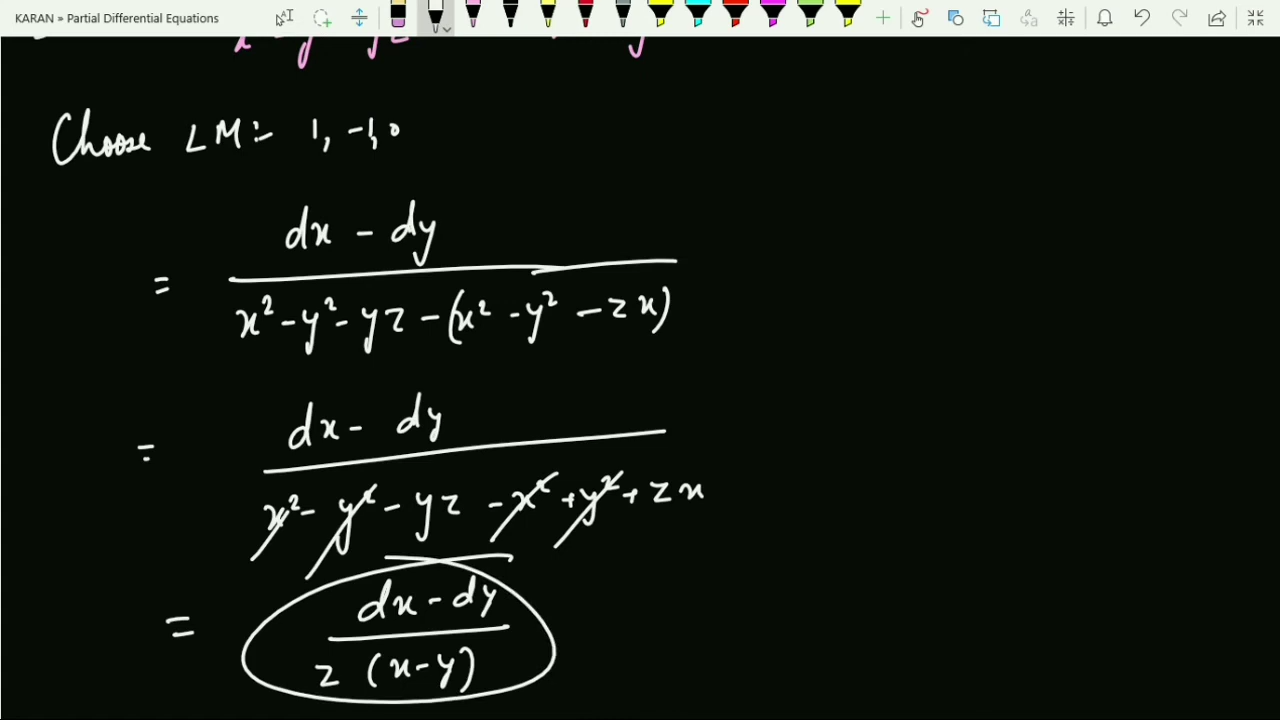 KARAN » Partial Differential Equations
Choose LM:- 1, -1, 0
dx - dy
= x² - y² - yz - (x² - y² - zx)
dx - dy
= x² - y² - yz - x² + y² + zx
dx - dy
= z (x - y)